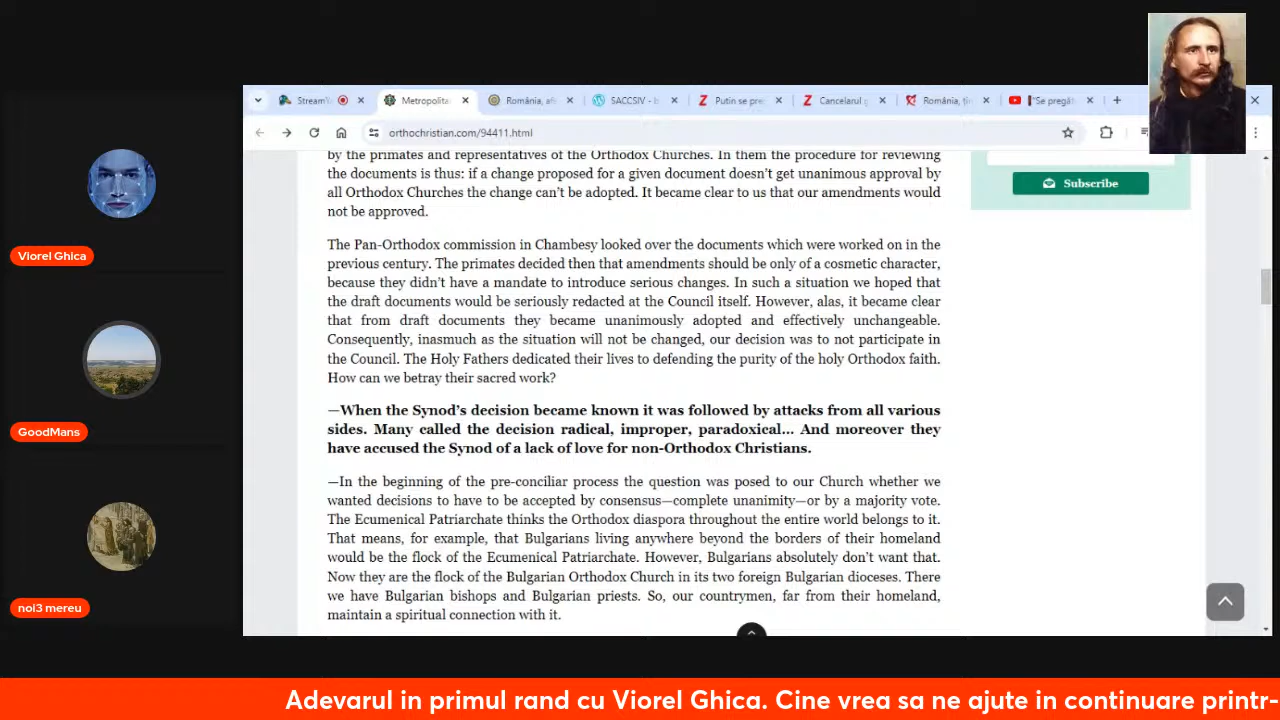 Stream
Metropolita
România, afl
SACCSIV - b
Putin se pre
Cancelarul g
România, țin
"Se pregăt
orthochristian.com/94411.html
by the primates and representatives of the Orthodox Churches. In them the procedure for reviewing
the documents is thus: if a change proposed for a given document doesn't get unanimous approval by
all Orthodox Churches the change can't be adopted. It became clear to us that our amendments would
not be approved.
Subscribe
The Pan-Orthodox commission in Chambesy looked over the documents which were worked on in the
previous century. The primates decided then that amendments should be only of a cosmetic character,
because they didn't have a mandate to introduce serious changes. In such a situation we hoped that
the draft documents would be seriously redacted at the Council itself. However, alas, it became clear
that from draft documents they became unanimously adopted and effectively unchangeable.
Consequently, inasmuch as the situation will not be changed, our decision was to not participate in
the Council. The Holy Fathers dedicated their lives to defending the purity of the holy Orthodox faith.
How can we betray their sacred work?
—When the Synod's decision became known it was followed by attacks from all various
sides. Many called the decision radical, improper, paradoxical... And moreover they
have accused the Synod of a lack of love for non-Orthodox Christians.
—In the beginning of the pre-conciliar process the question was posed to our Church whether we
wanted decisions to have to be accepted by consensus—complete unanimity—or by a majority vote.
The Ecumenical Patriarchate thinks the Orthodox diaspora throughout the entire world belongs to it.
That means, for example, that Bulgarians living anywhere beyond the borders of their homeland
would be the flock of the Ecumenical Patriarchate. However, Bulgarians absolutely don't want that.
Now they are the flock of the Bulgarian Orthodox Church in its two foreign Bulgarian dioceses. There
we have Bulgarian bishops and Bulgarian priests. So, our countrymen, far from their homeland,
maintain a spiritual connection with it.
Viorel Ghica
GoodMans
noi3 mereu
Adevarul in primul rand cu Viorel Ghica. Cine vrea sa ne ajute in continuare printr-